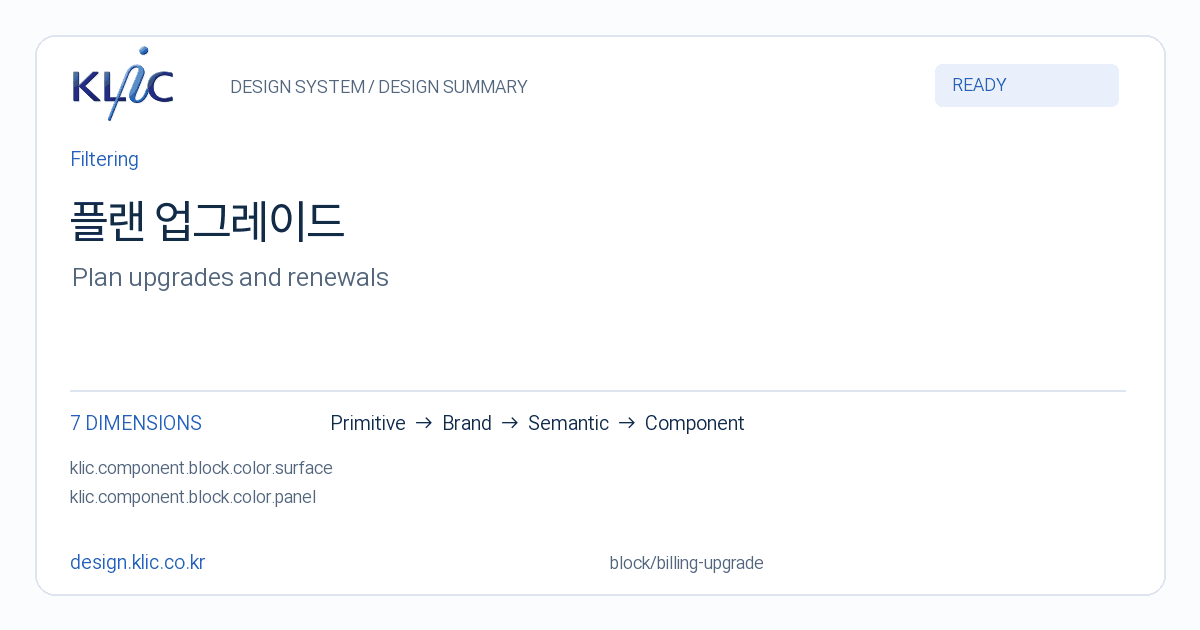 KLIC
DESIGN SYSTEM / DESIGN SUMMARY
READY
Filtering
플랜 업그레이드
Plan upgrades and renewals
7 DIMENSIONS
Primitive → Brand → Semantic → Component
klic.component.block.color.surface
klic.component.block.color.panel
design.klic.co.kr
block/billing-upgrade